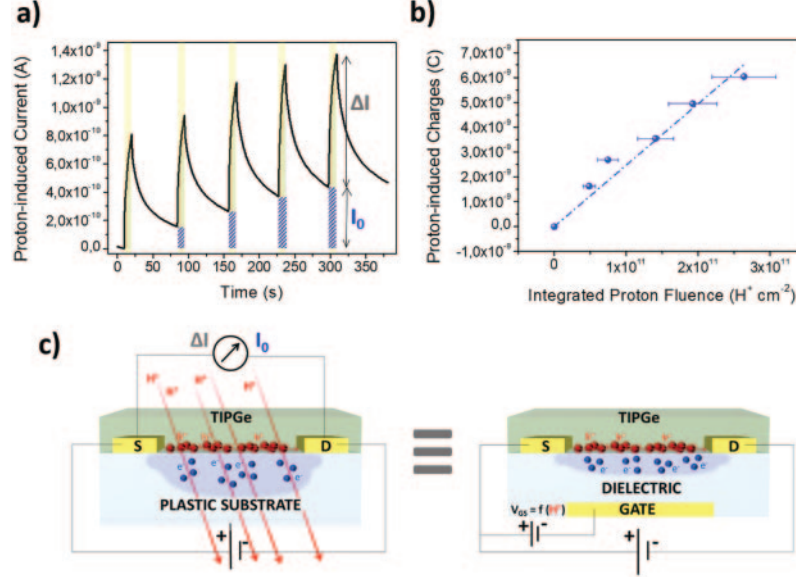 a)
Proton-induced Current (A)
1,4x10⁻⁹
1,2x10⁻⁹
1,0x10⁻⁹
8,0x10⁻¹⁰
6,0x10⁻¹⁰
4,0x10⁻¹⁰
2,0x10⁻¹⁰
0,0
0 50 100 150 200 250 300 350
Time (s)
ΔI
I₀
b)
Proton-induced Charges (C)
7,0x10⁻⁹
6,0x10⁻⁹
5,0x10⁻⁹
4,0x10⁻⁹
3,0x10⁻⁹
2,0x10⁻⁹
1,0x10⁻⁹
0,0
-1,0x10⁻⁹
0 1x10¹¹ 2x10¹¹ 3x10¹¹
Integrated Proton Fluence (H⁺ cm⁻²)
c)
ΔI I₀
H⁺ H⁺ H⁺ H⁺
TIPGe
S D
e⁻ e⁻ e⁻ e⁻
PLASTIC SUBSTRATE
+ -
TIPGe
S D
e⁻ e⁻ e⁻ e⁻
DIELECTRIC
V_GS = f (H⁺)
GATE
+ -
+ -